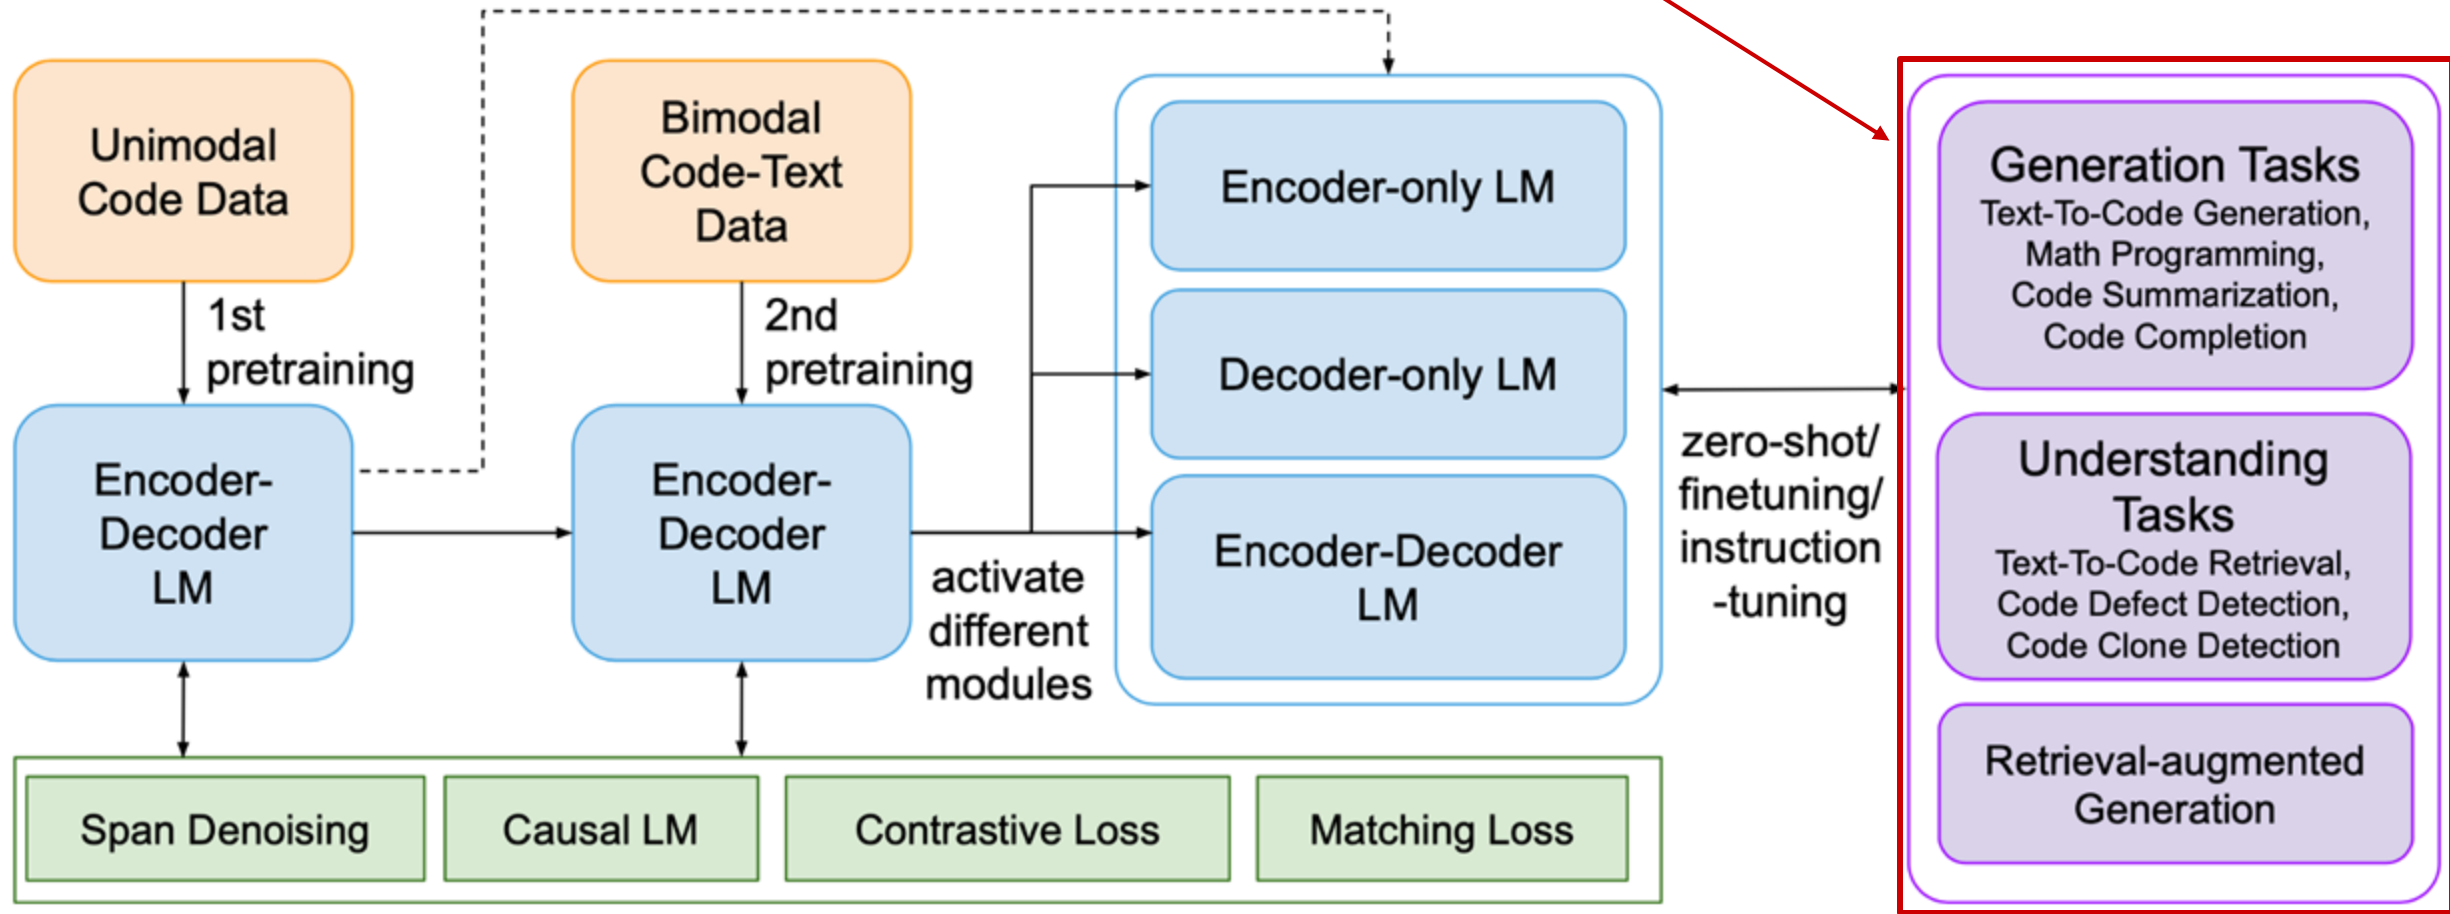 Unimodal
Code Data
1st
pretraining
Encoder-
Decoder
LM
Bimodal
Code-Text
Data
2nd
pretraining
Encoder-
Decoder
LM
activate
different
modules
Encoder-only LM
Decoder-only LM
Encoder-Decoder
LM
zero-shot/
finetuning/
instruction
-tuning
Generation Tasks
Text-To-Code Generation,
Math Programming,
Code Summarization,
Code Completion
Understanding
Tasks
Text-To-Code Retrieval,
Code Defect Detection,
Code Clone Detection
Retrieval-augmented
Generation
Span Denoising
Causal LM
Contrastive Loss
Matching Loss